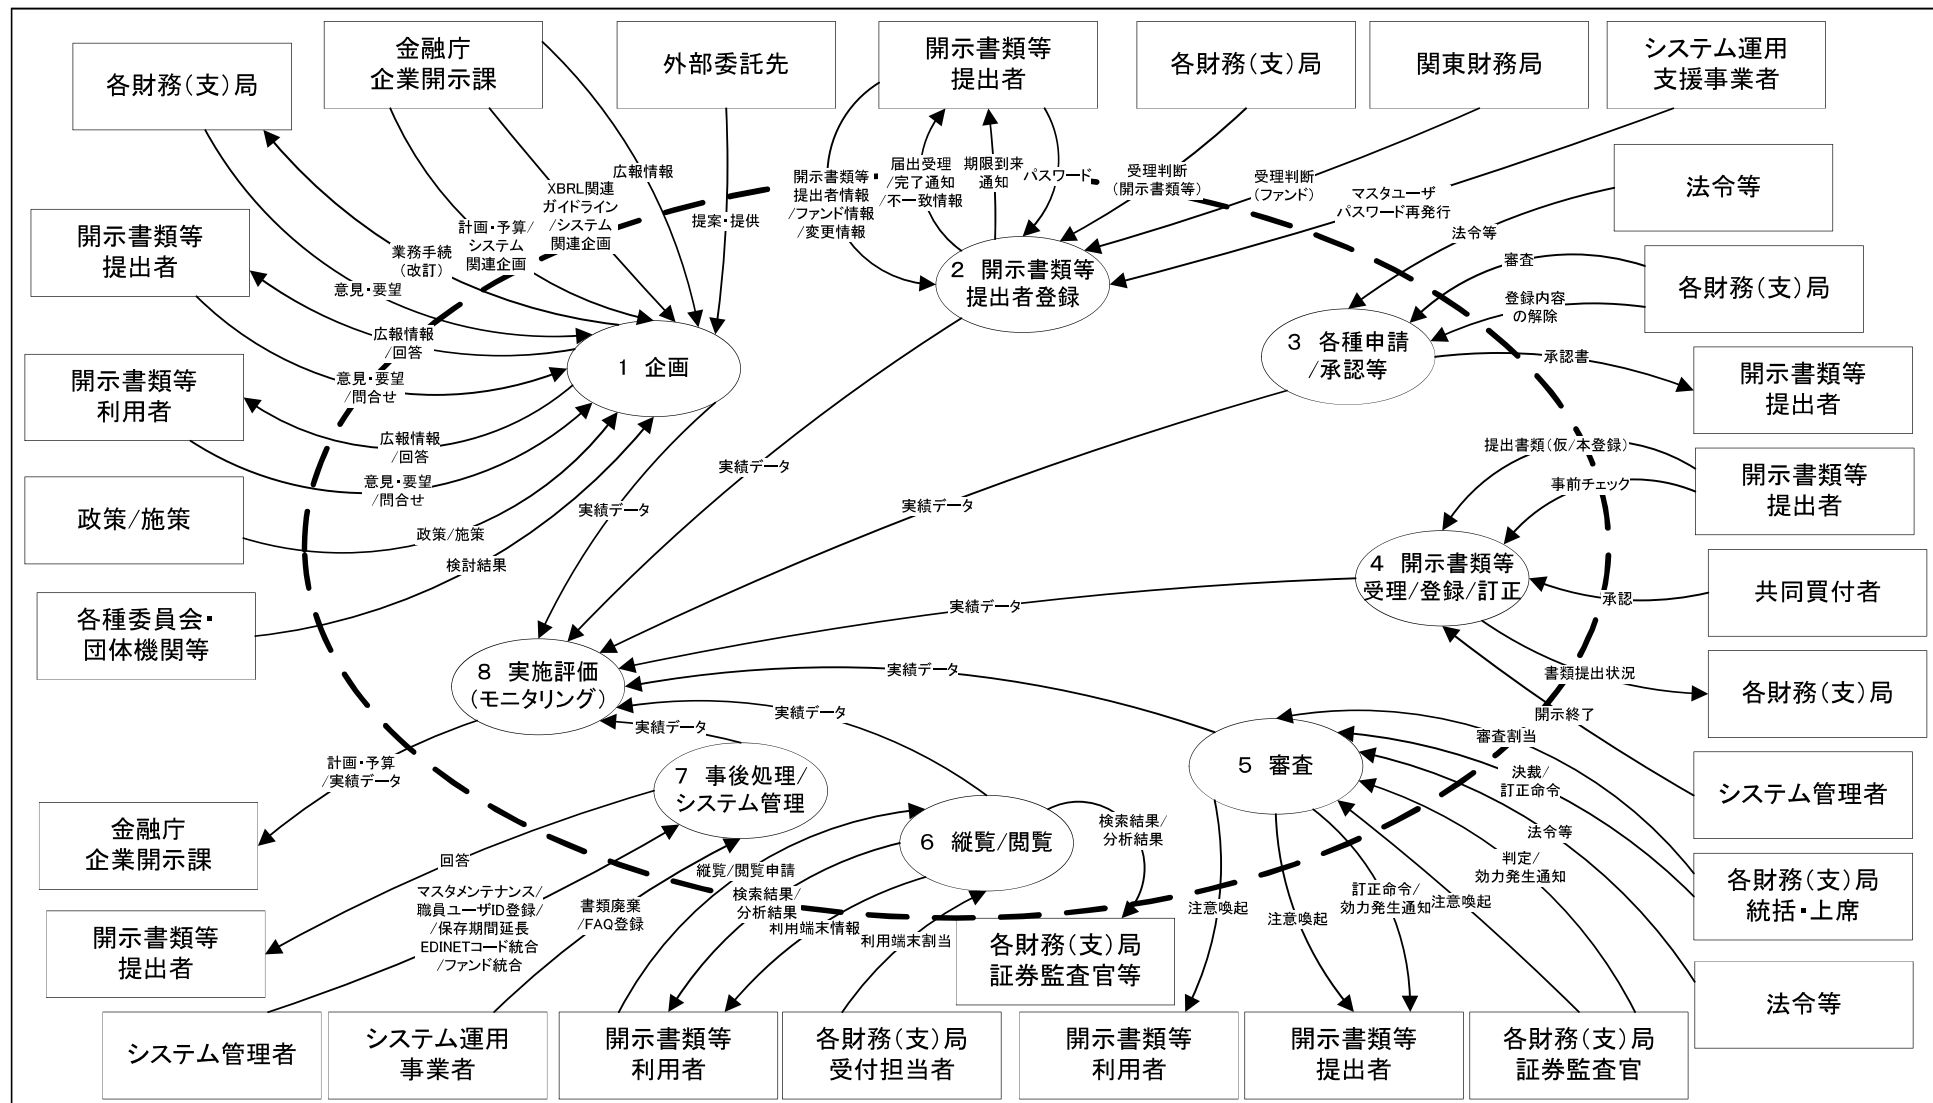 各財務(支)局
金融庁
企業開示課
外部委託先
開示書類等
提出者
各財務(支)局
関東財務局
システム運用
支援事業者
法令等
開示書類等
提出者
各財務(支)局
開示書類等
利用者
開示書類等
提出者
政策/施策
開示書類等
提出者
各種委員会・
団体機関等
共同買付者
各財務(支)局
金融庁
企業開示課
システム管理者
開示書類等
提出者
各財務(支)局
統括・上席
各財務(支)局
証券監査官等
法令等
システム管理者
システム運用
事業者
開示書類等
利用者
各財務(支)局
受付担当者
開示書類等
利用者
開示書類等
提出者
各財務(支)局
証券監査官
1 企画
2 開示書類等
提出者登録
3 各種申請
/承認等
4 開示書類等
受理/登録/訂正
5 審査
6 縦覧/閲覧
7 事後処理/
システム管理
8 実施評価
(モニタリング)
広報情報
XBRL関連
ガイドライン
/システム
関連企画
計画・予算/
システム
関連企画
提案・提供
業務手続
(改訂)
意見・要望
広報情報
/回答
意見・要望
/問合せ
広報情報
/回答
意見・要望
/問合せ
政策/施策
検討結果
開示書類等・
提出者情報
/ファンド情報
/変更情報
届出受理
/完了通知
/不一致情報
期限到来
通知
パスワード
受理判断
(開示書類等)
受理判断
(ファンド)
マスタユーザ
パスワード再発行
法令等
審査
登録内容
の解除
承認書
提出書類(仮/本登録)
事前チェック
承認
書類提出状況
開示終了
審査割当
決裁/
訂正命令
法令等
判定/
効力発生通知
注意喚起
訂正命令/
効力発生通知
注意喚起
注意喚起
検索結果/
分析結果
縦覧/閲覧申請
検索結果/
分析結果
利用端末情報
利用端末割当
書類廃棄
/FAQ登録
マスタメンテナンス/
職員ユーザID登録/
/保存期間延長
EDINETコード統合
/ファンド統合
回答
計画・予算
/実績データ
実績データ
実績データ
実績データ
実績データ
実績データ
実績データ
実績データ